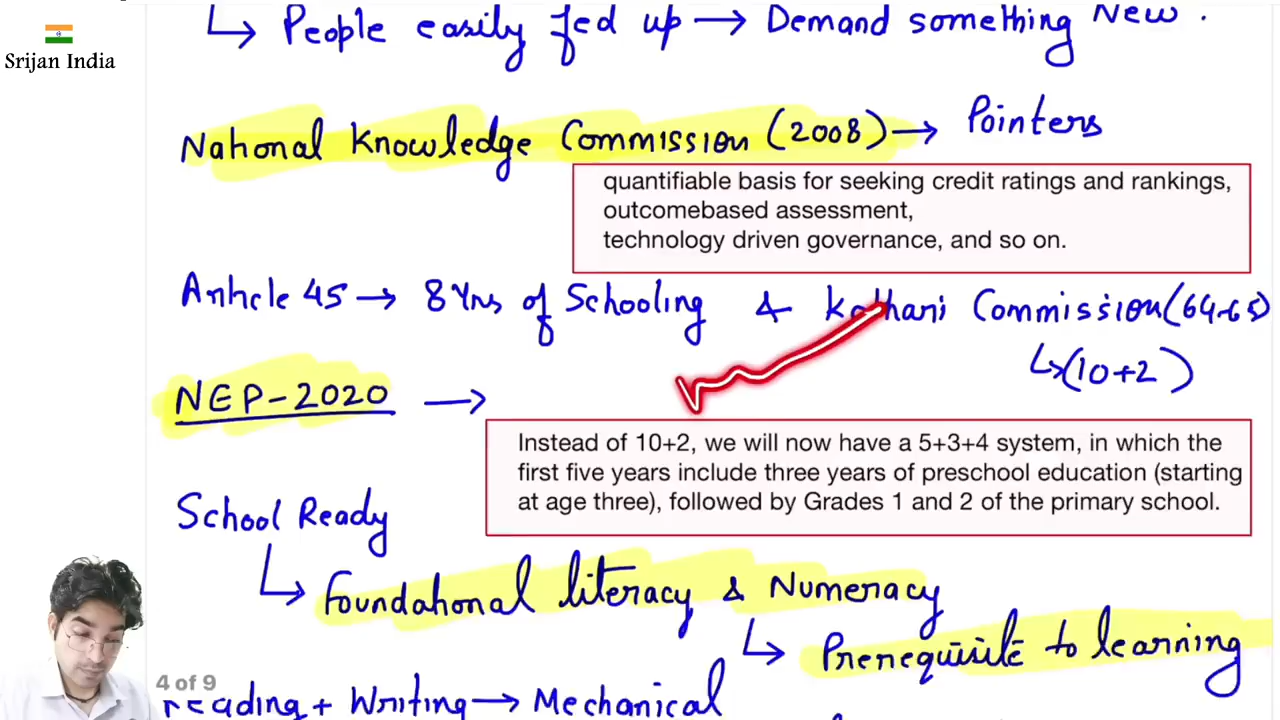 ↳ People easily fed up → Demand something New.
Srijan India
National Knowledge Commission (2008) → Pointers
quantifiable basis for seeking credit ratings and rankings,
outcomebased assessment,
technology driven governance, and so on.
Article 45 → 8 Yrs of Schooling & Kothari Commission (64-65)
↳ (10+2)
NEP-2020 →
Instead of 10+2, we will now have a 5+3+4 system, in which the
first five years include three years of preschool education (starting
at age three), followed by Grades 1 and 2 of the primary school.
School Ready
↳ Foundational literacy & Numeracy
↳ Prerequisite to learning
4 of 9
Reading + Writing → Mechanical